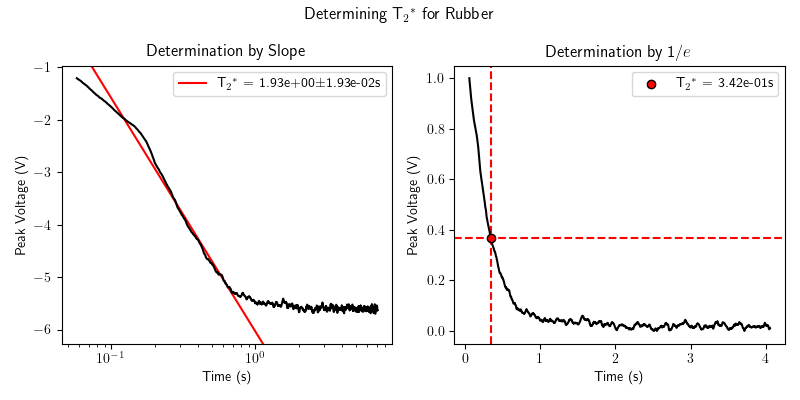 Determining T₂* for Rubber
Determination by Slope
T₂* = 1.93e+00±1.93e-02s
Peak Voltage (V)
−1
−2
−3
−4
−5
−6
10⁻¹
10⁰
Time (s)
Determination by 1/e
T₂* = 3.42e-01s
Peak Voltage (V)
1.0
0.8
0.6
0.4
0.2
0.0
0
1
2
3
4
Time (s)